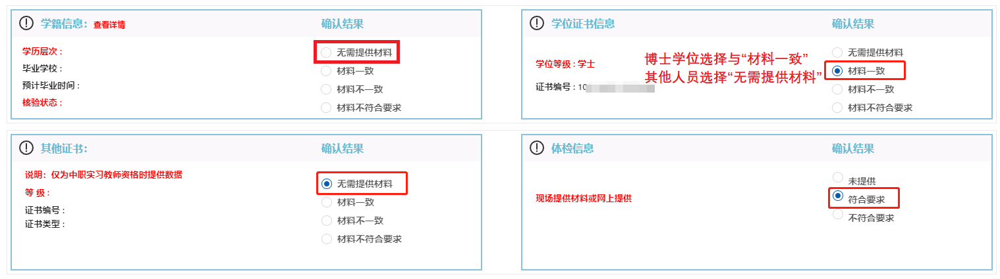 学籍信息： 查看详情
确认结果
学历层次：
毕业学校：
预计毕业时间：
核验状态：
无需提供材料
材料一致
材料不一致
材料不符合要求
学位证书信息
确认结果
学位等级：学士
证书编号：10
博士学位选择与“材料一致”
其他人员选择“无需提供材料”
无需提供材料
材料一致
材料不一致
材料不符合要求
其他证书：
确认结果
说明：仅为中职实习教师资格时提供数据
等 级：
证书编号：
证书类型：
无需提供材料
材料一致
材料不一致
材料不符合要求
体检信息
确认结果
现场提供材料或网上提供
未提供
符合要求
不符合要求